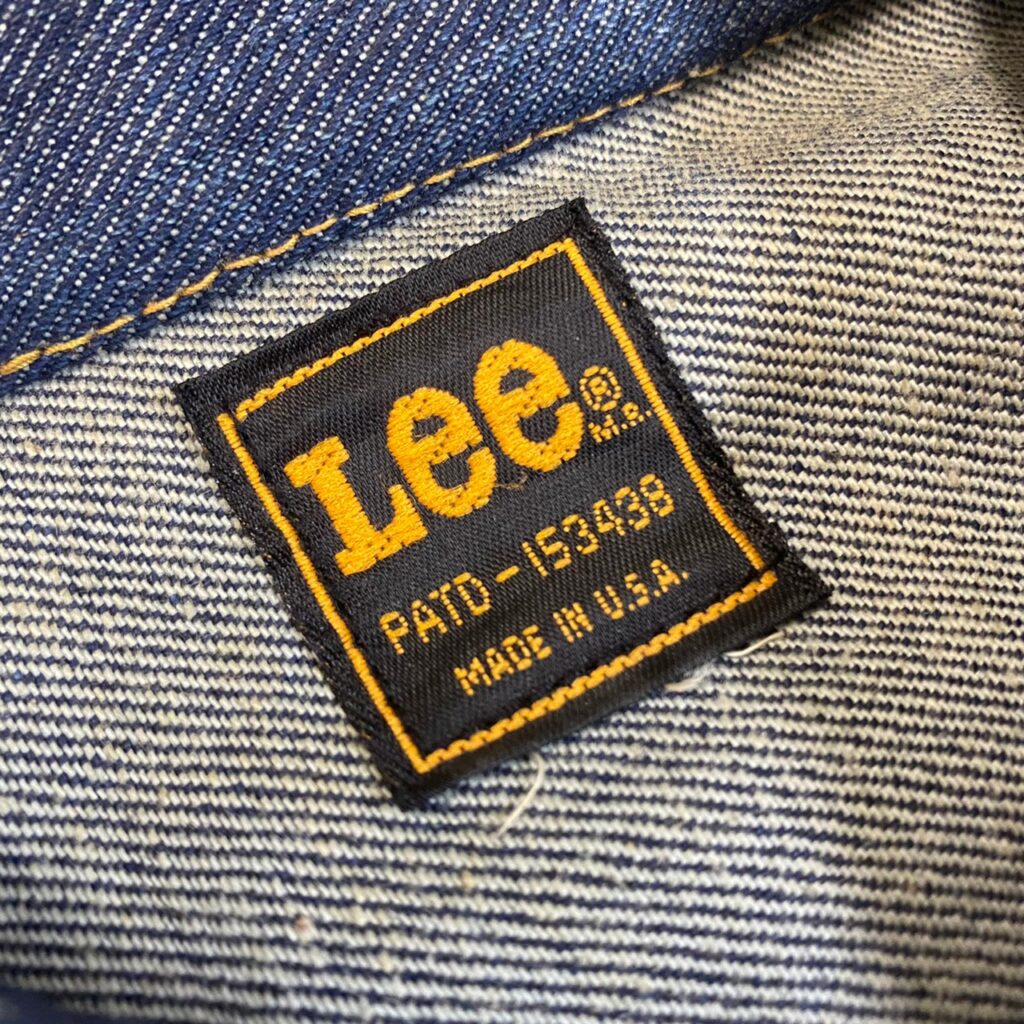 Lee®
M.R.
PATD-153438
MADE IN U.S.A.